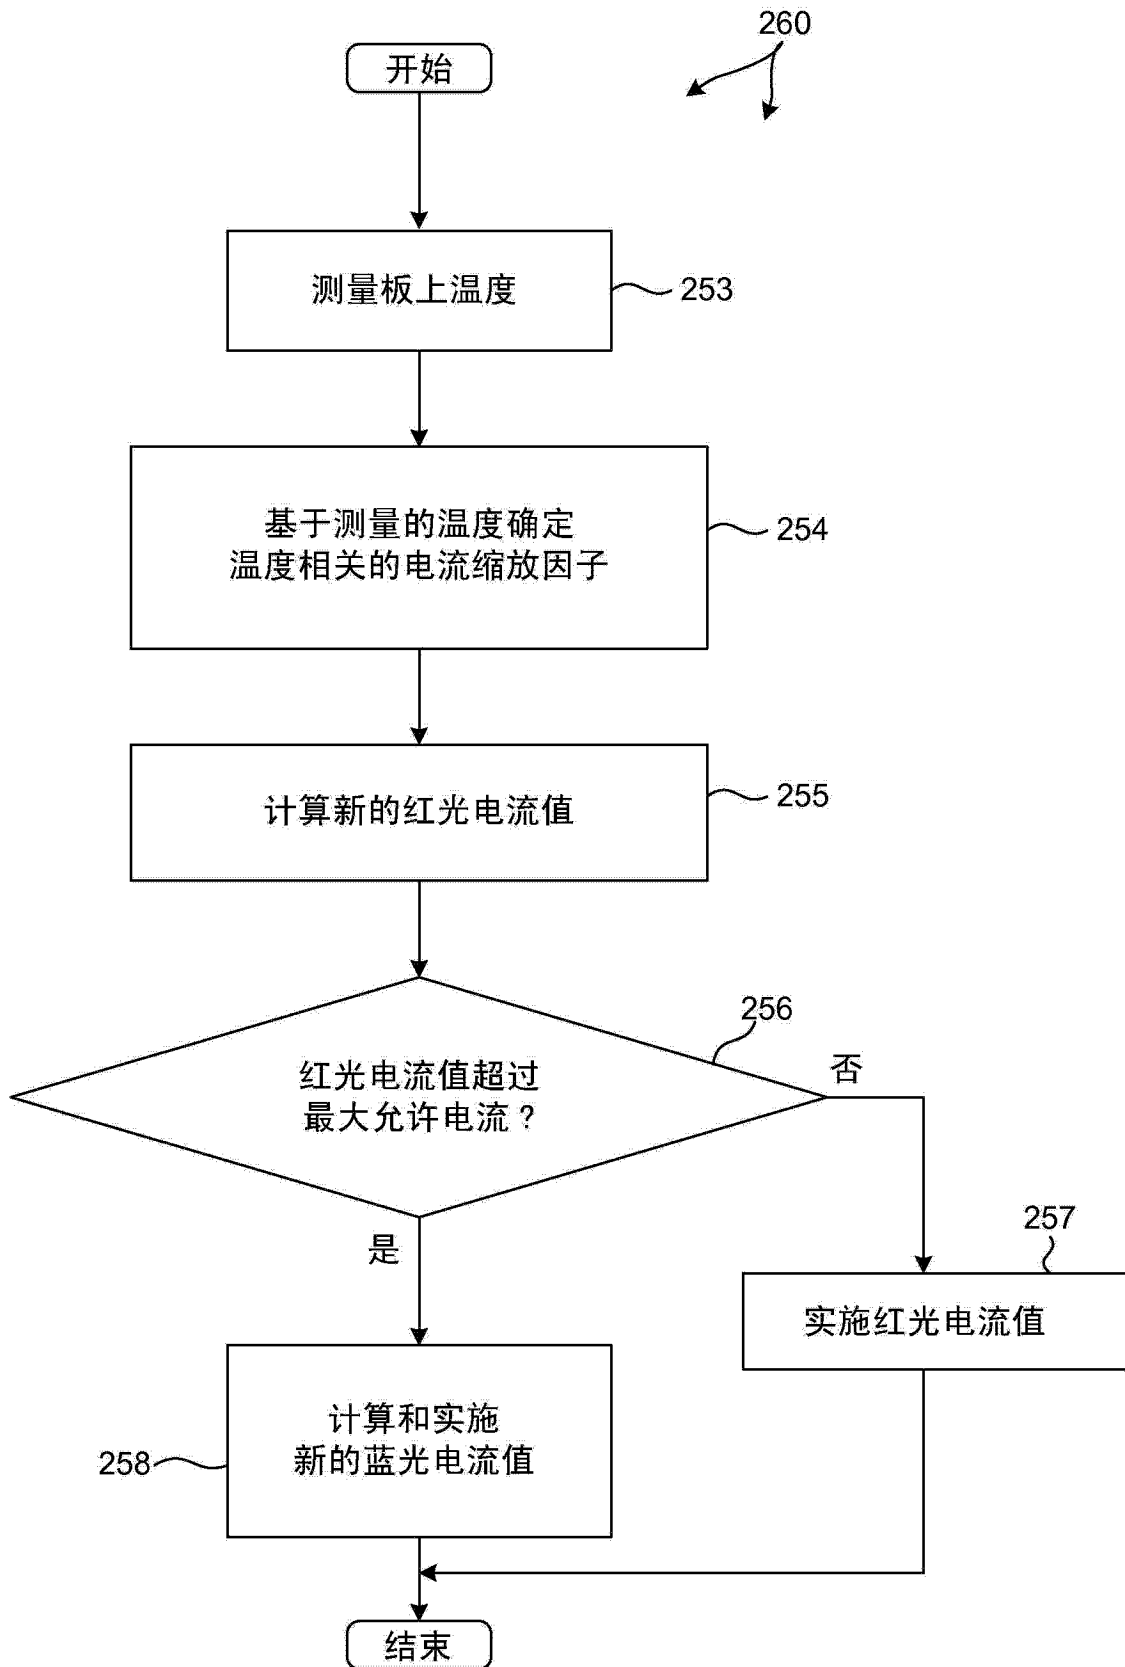 260
开始
测量板上温度
253
基于测量的温度确定
温度相关的电流缩放因子
254
计算新的红光电流值
255
256
红光电流值超过
最大允许电流？
否
是
257
实施红光电流值
计算和实施
新的蓝光电流值
258
结束